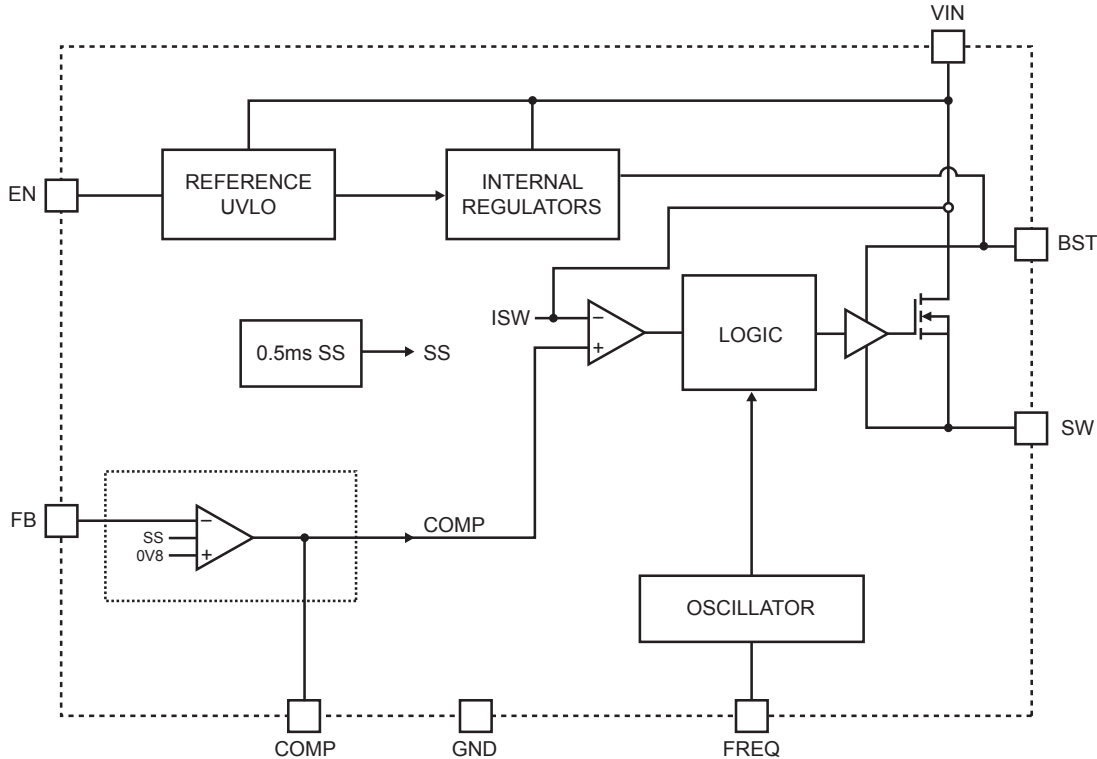 VIN
EN
REFERENCE
UVLO
INTERNAL
REGULATORS
BST
ISW
−
+
LOGIC
0.5ms SS
SS
SW
FB
−
SS
0V8
+
COMP
OSCILLATOR
COMP
GND
FREQ